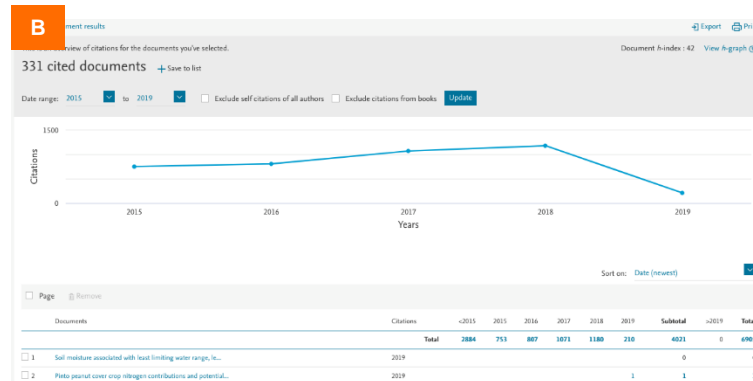 B
ment results
Export Pri
overview of citations for the documents you've selected.
Document h-index : 42 View h-graph
331 cited documents + Save to list
Date range: 2015 to 2019 Exclude self citations of all authors Exclude citations from books Update
1500
Citations
0
2015 2016 2017 2018 2019
Years
Sort on: Date (newest)
Page Remove
Documents Citations <2015 2015 2016 2017 2018 2019 Subtotal >2019 Tota
Total 2884 753 807 1071 1180 210 4021 0 690
1 Soil moisture associated with least limiting water range, le... 2019 0
2 Pinto peanut cover crop nitrogen contributions and potential... 2019 1 1